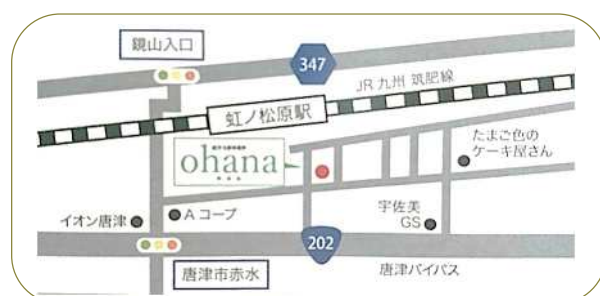 鏡山入口
347
JR 九州 筑肥線
虹ノ松原駅
たまご色の
ケーキ屋さん
ohana
イオン唐津
Aコープ
宇佐美
GS
202
唐津市赤水
唐津バイパス